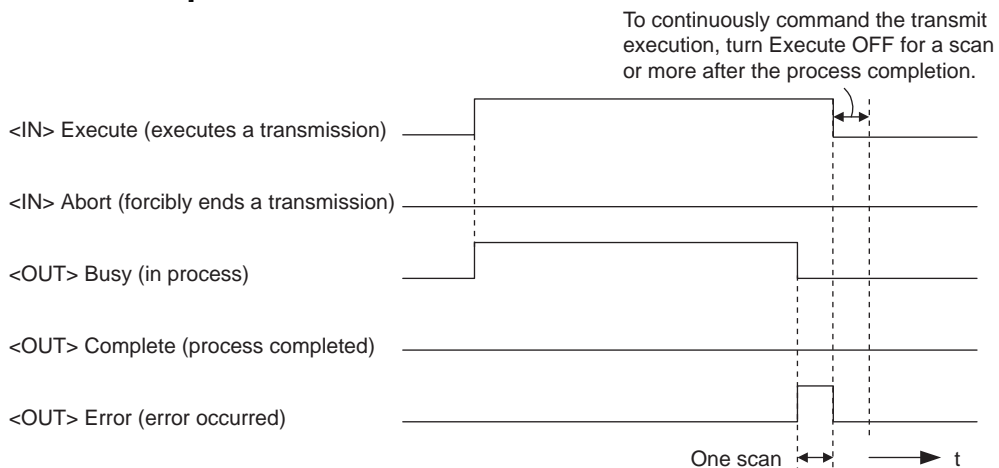 To continuously command the transmit
execution, turn Execute OFF for a scan
or more after the process completion.
<IN> Execute (executes a transmission)
<IN> Abort (forcibly ends a transmission)
<OUT> Busy (in process)
<OUT> Complete (process completed)
<OUT> Error (error occurred)
One scan
t